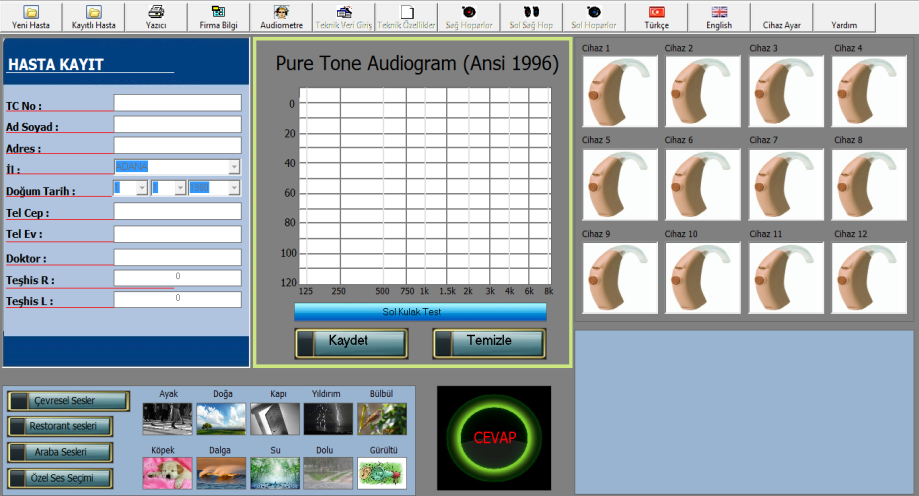 Yeni Hasta Kayıtlı Hasta Yazıcı Firma Bilgi Audiometre Teknik Veri Giriş Teknik Özellikler Sağ Hoparlor Sol Sağ Hop Sol Hoparlor Türkçe English Cihaz Ayar Yardım
HASTA KAYIT
TC No :
Ad Soyad :
Adres :
İl : ADANA
Doğum Tarih : 1 1
Tel Cep :
Tel Ev :
Doktor :
Teşhis R : 0
Teşhis L : 0
Pure Tone Audiogram (Ansi 1996)
0
20
40
60
80
100
120
125 250 500 750 1k 1.5k 2k 3k 4k 6k 8k
Sol Kulak Test
Kaydet Temizle
Cihaz 1 Cihaz 2 Cihaz 3 Cihaz 4
Cihaz 5 Cihaz 6 Cihaz 7 Cihaz 8
Cihaz 9 Cihaz 10 Cihaz 11 Cihaz 12
Çevresel Sesler
Restorant sesleri
Araba Sesleri
Özel Ses Seçimi
Ayak Doğa Kapı Yıldırım Bülbül
Köpek Dalga Su Dolu Gürültü
CEVAP